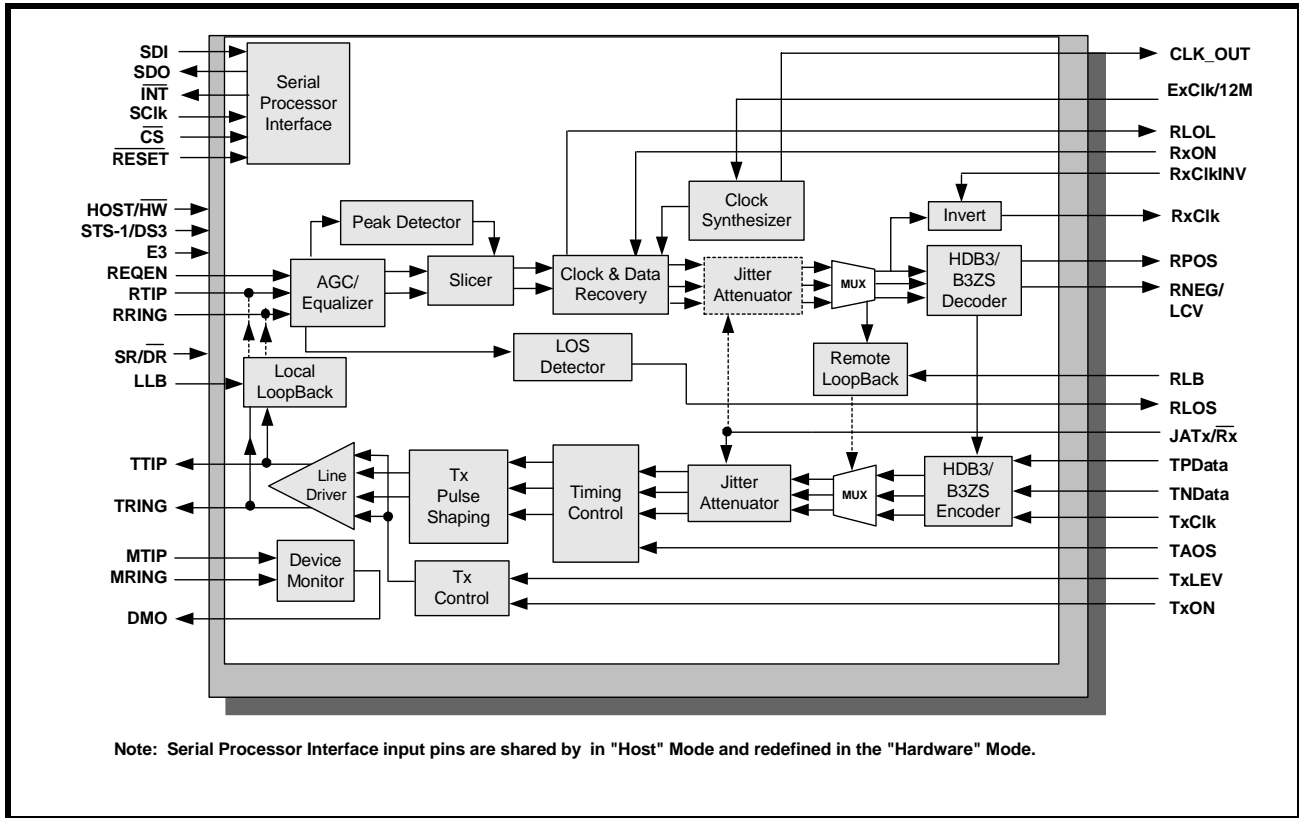 SDI
SDO
INT
SClk
CS
RESET
HOST/HW
STS-1/DS3
E3
REQEN
RTIP
RRING
SR/DR
LLB
TTIP
TRING
MTIP
MRING
DMO
Serial
Processor
Interface
Peak Detector
AGC/
Equalizer
Slicer
Clock & Data
Recovery
Clock
Synthesizer
Jitter
Attenuator
MUX
Invert
HDB3/
B3ZS
Decoder
LOS
Detector
Remote
LoopBack
Local
LoopBack
Line
Driver
Tx
Pulse
Shaping
Timing
Control
Jitter
Attenuator
MUX
HDB3/
B3ZS
Encoder
Device
Monitor
Tx
Control
CLK_OUT
ExClk/12M
RLOL
RxON
RxClkINV
RxClk
RPOS
RNEG/
LCV
RLB
RLOS
JATx/Rx
TPData
TNData
TxClk
TAOS
TxLEV
TxON
Note: Serial Processor Interface input pins are shared by in "Host" Mode and redefined in the "Hardware" Mode.